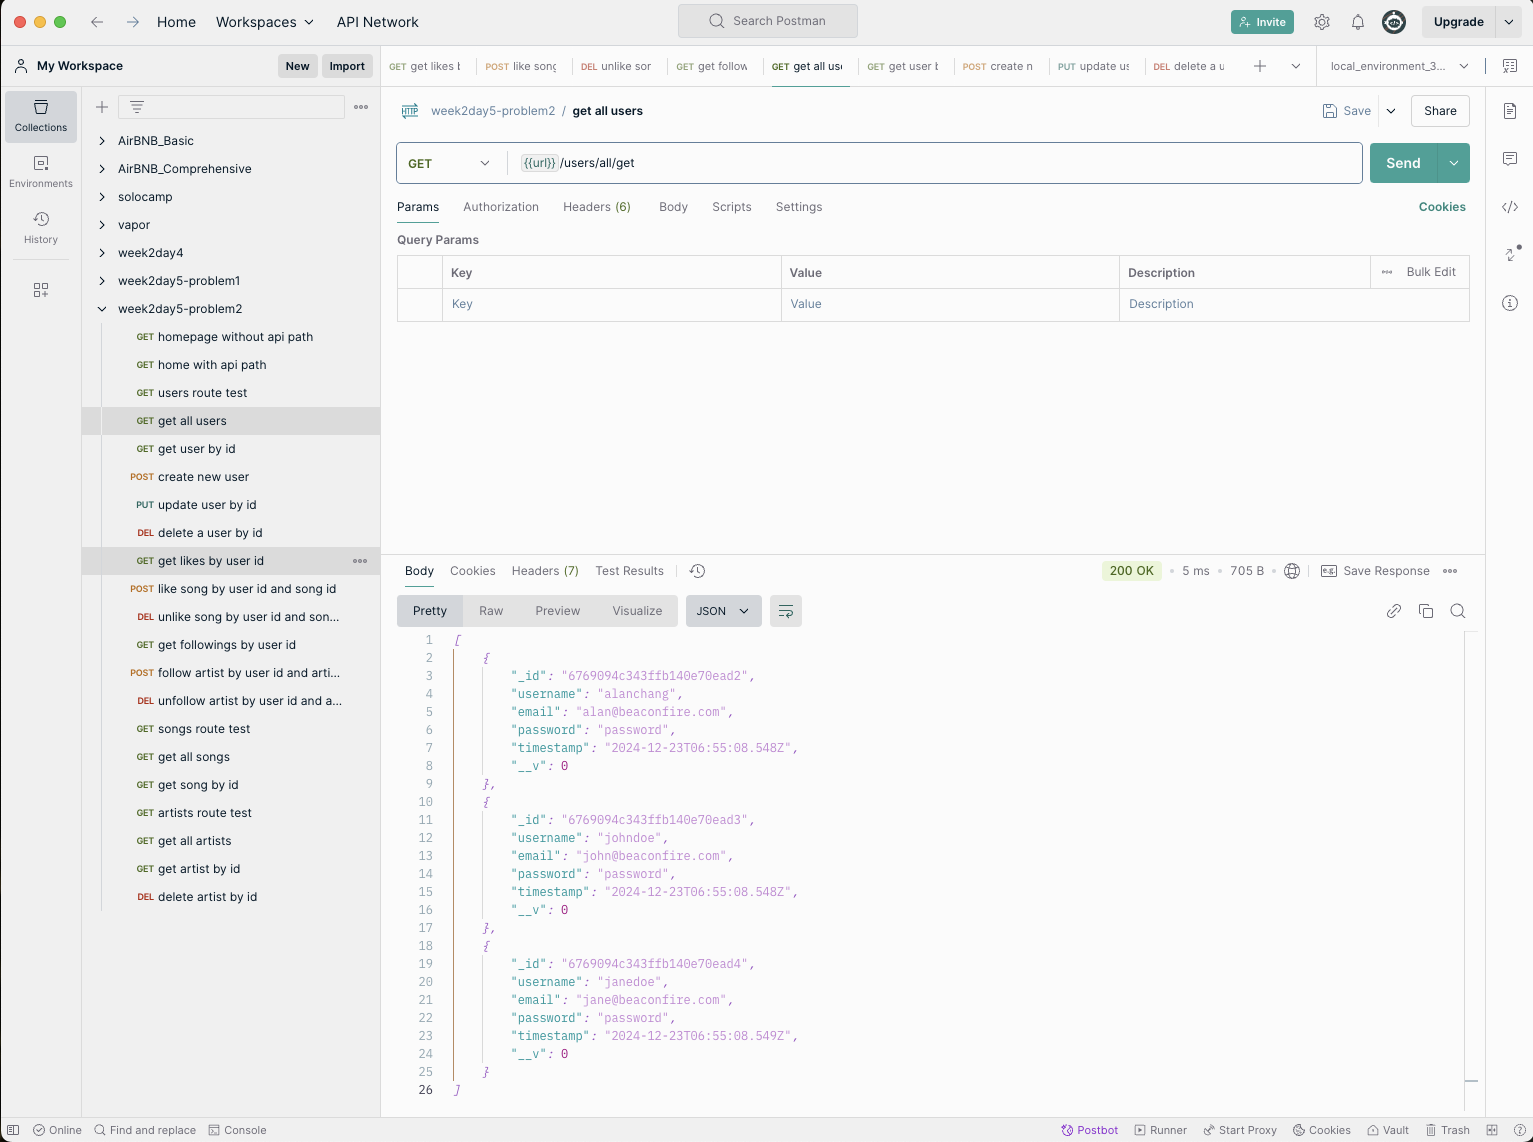 Home Workspaces API Network Search Postman Invite Upgrade
My Workspace New Import
GET get likes b POST like song DEL unlike sor GET get follow GET get all use GET get user b POST create n PUT update us DEL delete a u local_environment_3...
Collections
Environments
History
AirBNB_Basic
AirBNB_Comprehensive
solocamp
vapor
week2day4
week2day5-problem1
week2day5-problem2
GET homepage without api path
GET home with api path
GET users route test
GET get all users
GET get user by id
POST create new user
PUT update user by id
DEL delete a user by id
GET get likes by user id
POST like song by user id and song id
DEL unlike song by user id and son...
GET get followings by user id
POST follow artist by user id and arti...
DEL unfollow artist by user id and a...
GET songs route test
GET get all songs
GET get song by id
GET artists route test
GET get all artists
GET get artist by id
DEL delete artist by id
HTTP week2day5-problem2 / get all users Save Share
GET {{url}}/users/all/get Send
Params Authorization Headers (6) Body Scripts Settings Cookies
Query Params
Key Value Description Bulk Edit
Key Value Description
Body Cookies Headers (7) Test Results 200 OK • 5 ms • 705 B • e.g. Save Response
Pretty Raw Preview Visualize JSON
1 [
2 {
3 "_id": "6769094c343ffb140e70ead2",
4 "username": "alanchang",
5 "email": "alan@beaconfire.com",
6 "password": "password",
7 "timestamp": "2024-12-23T06:55:08.548Z",
8 "__v": 0
9 },
10 {
11 "_id": "6769094c343ffb140e70ead3",
12 "username": "johndoe",
13 "email": "john@beaconfire.com",
14 "password": "password",
15 "timestamp": "2024-12-23T06:55:08.548Z",
16 "__v": 0
17 },
18 {
19 "_id": "6769094c343ffb140e70ead4",
20 "username": "janedoe",
21 "email": "jane@beaconfire.com",
22 "password": "password",
23 "timestamp": "2024-12-23T06:55:08.549Z",
24 "__v": 0
25 }
26 ]
Online Find and replace Console Postbot Runner Start Proxy Cookies Vault Trash